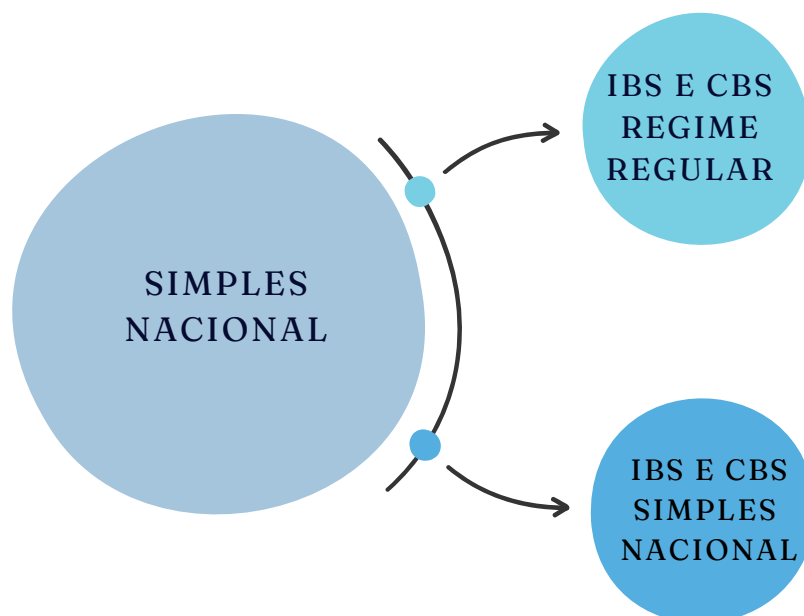 SIMPLES
NACIONAL
IBS E CBS
REGIME
REGULAR
IBS E CBS
SIMPLES
NACIONAL